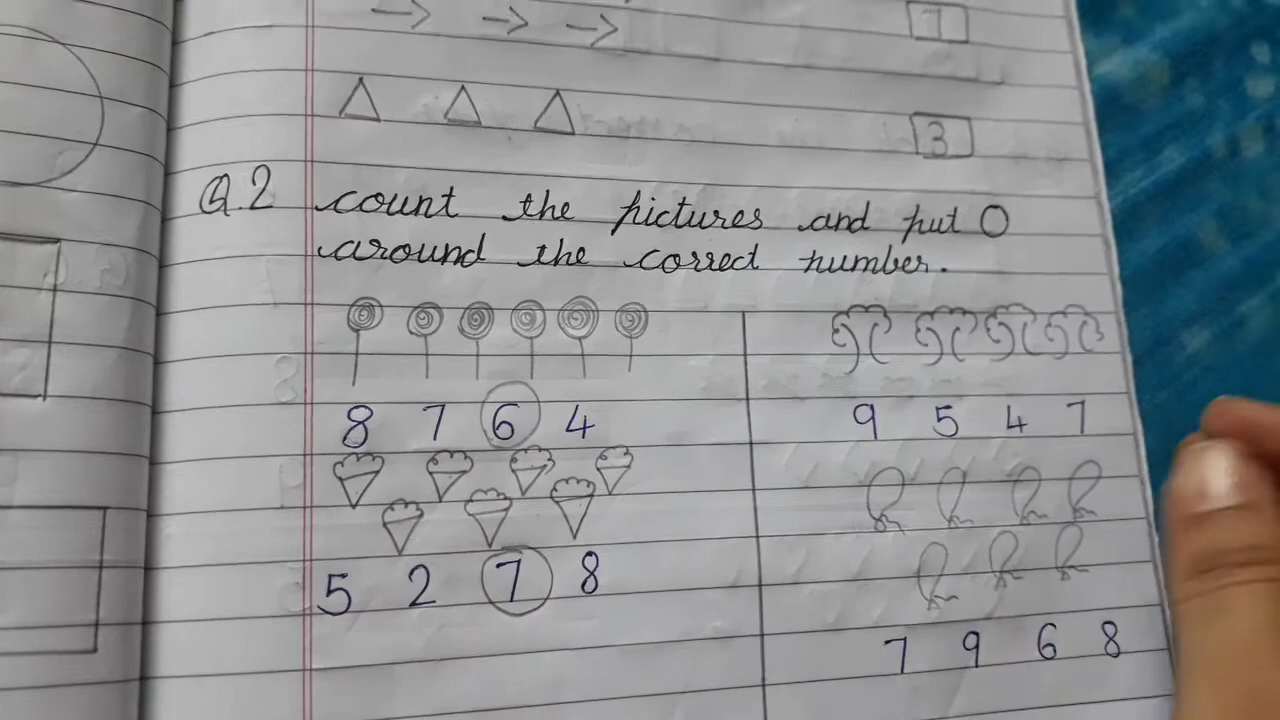 7
3
Q.2 count the pictures and put O
around the correct number.
8 7 6 4
9 5 4 7
5 2 7 8
7 9 6 8